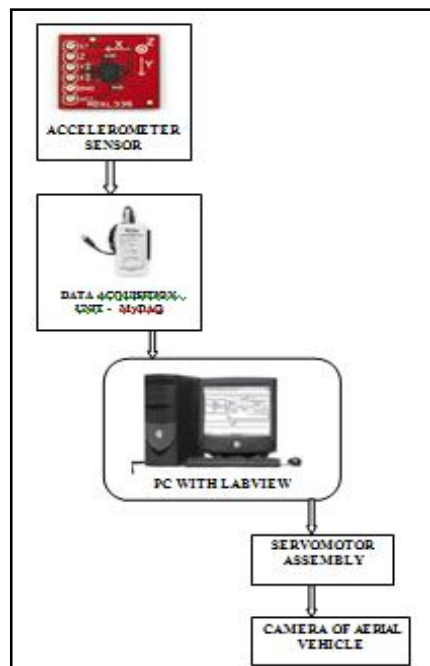 X
Z
Y
ACCELEROMETER
SENSOR
DATA ACQUISITION
UNIT - MyDAQ
PC WITH LABVIEW
SERVOMOTOR
ASSEMBLY
CAMERA OF AERIAL
VEHICLE